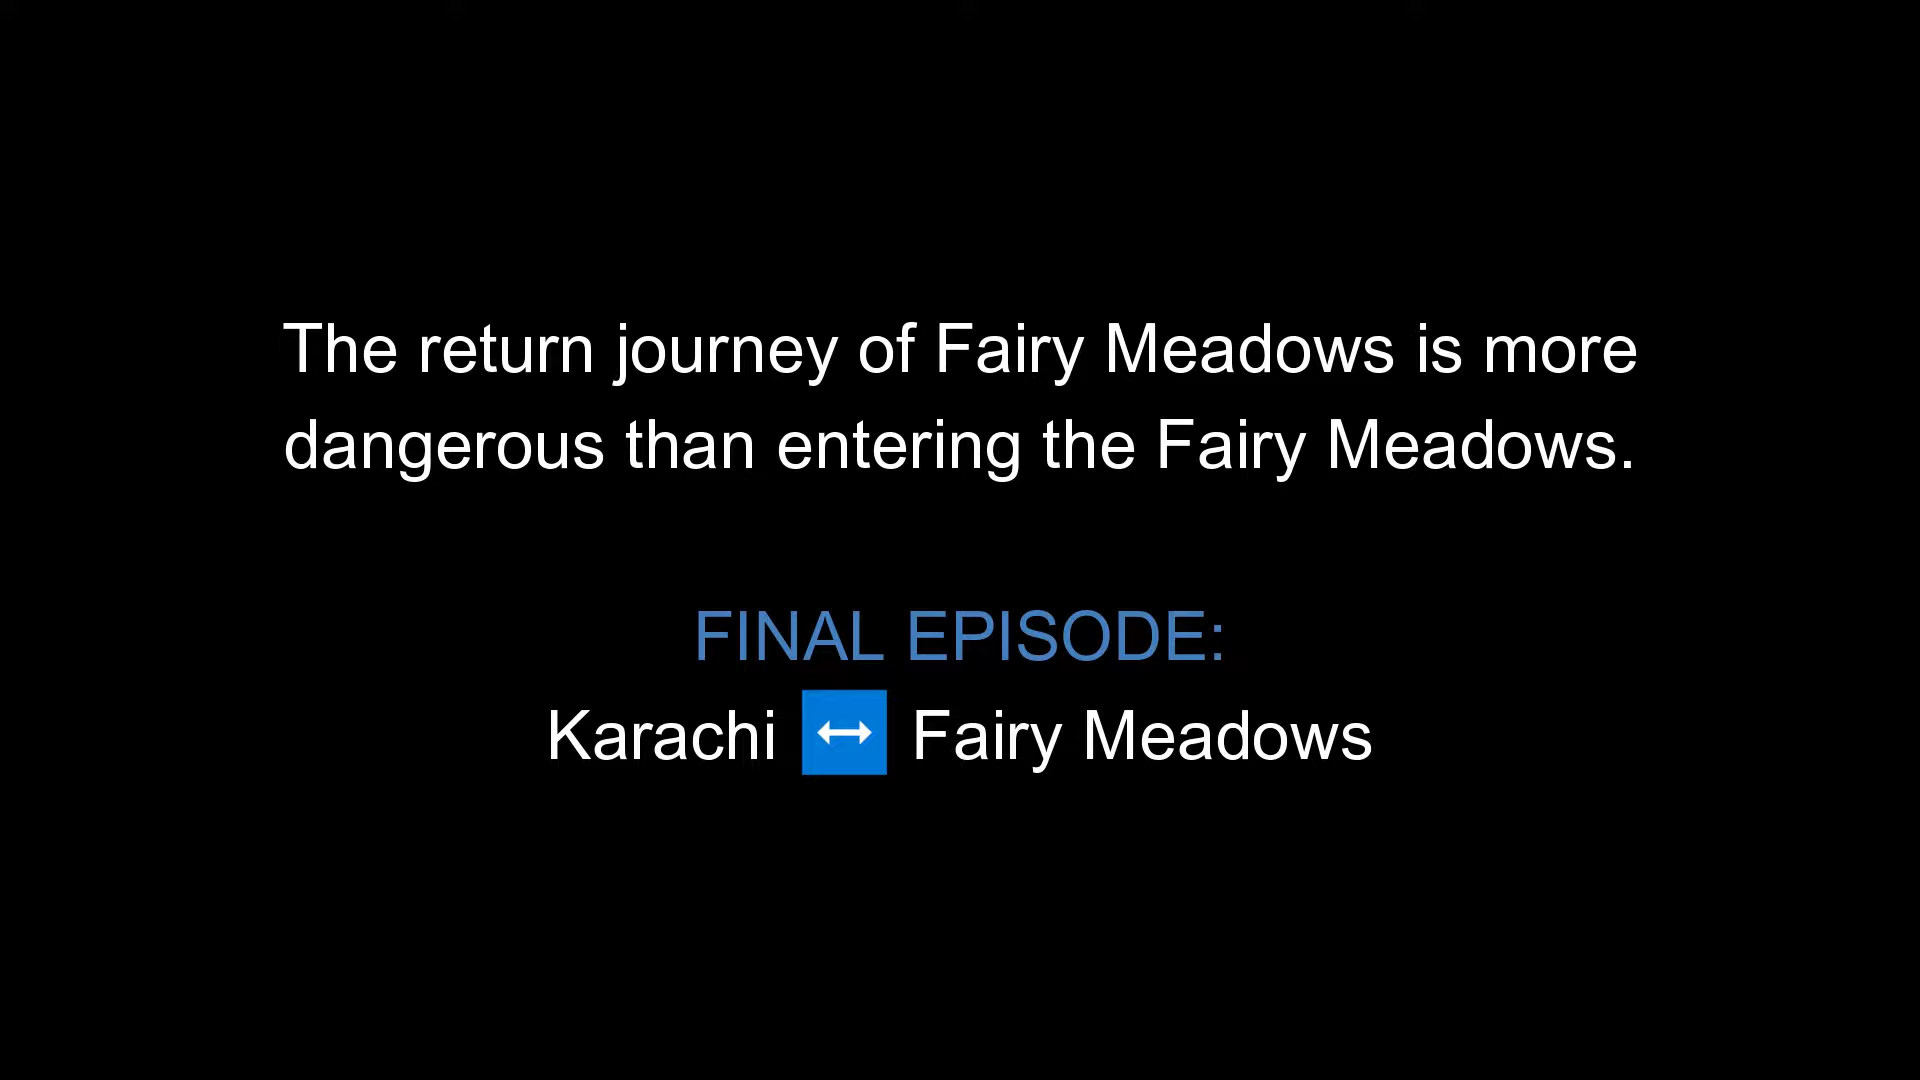 The return journey of Fairy Meadows is more
dangerous than entering the Fairy Meadows.
FINAL EPISODE:
Karachi ↔ Fairy Meadows